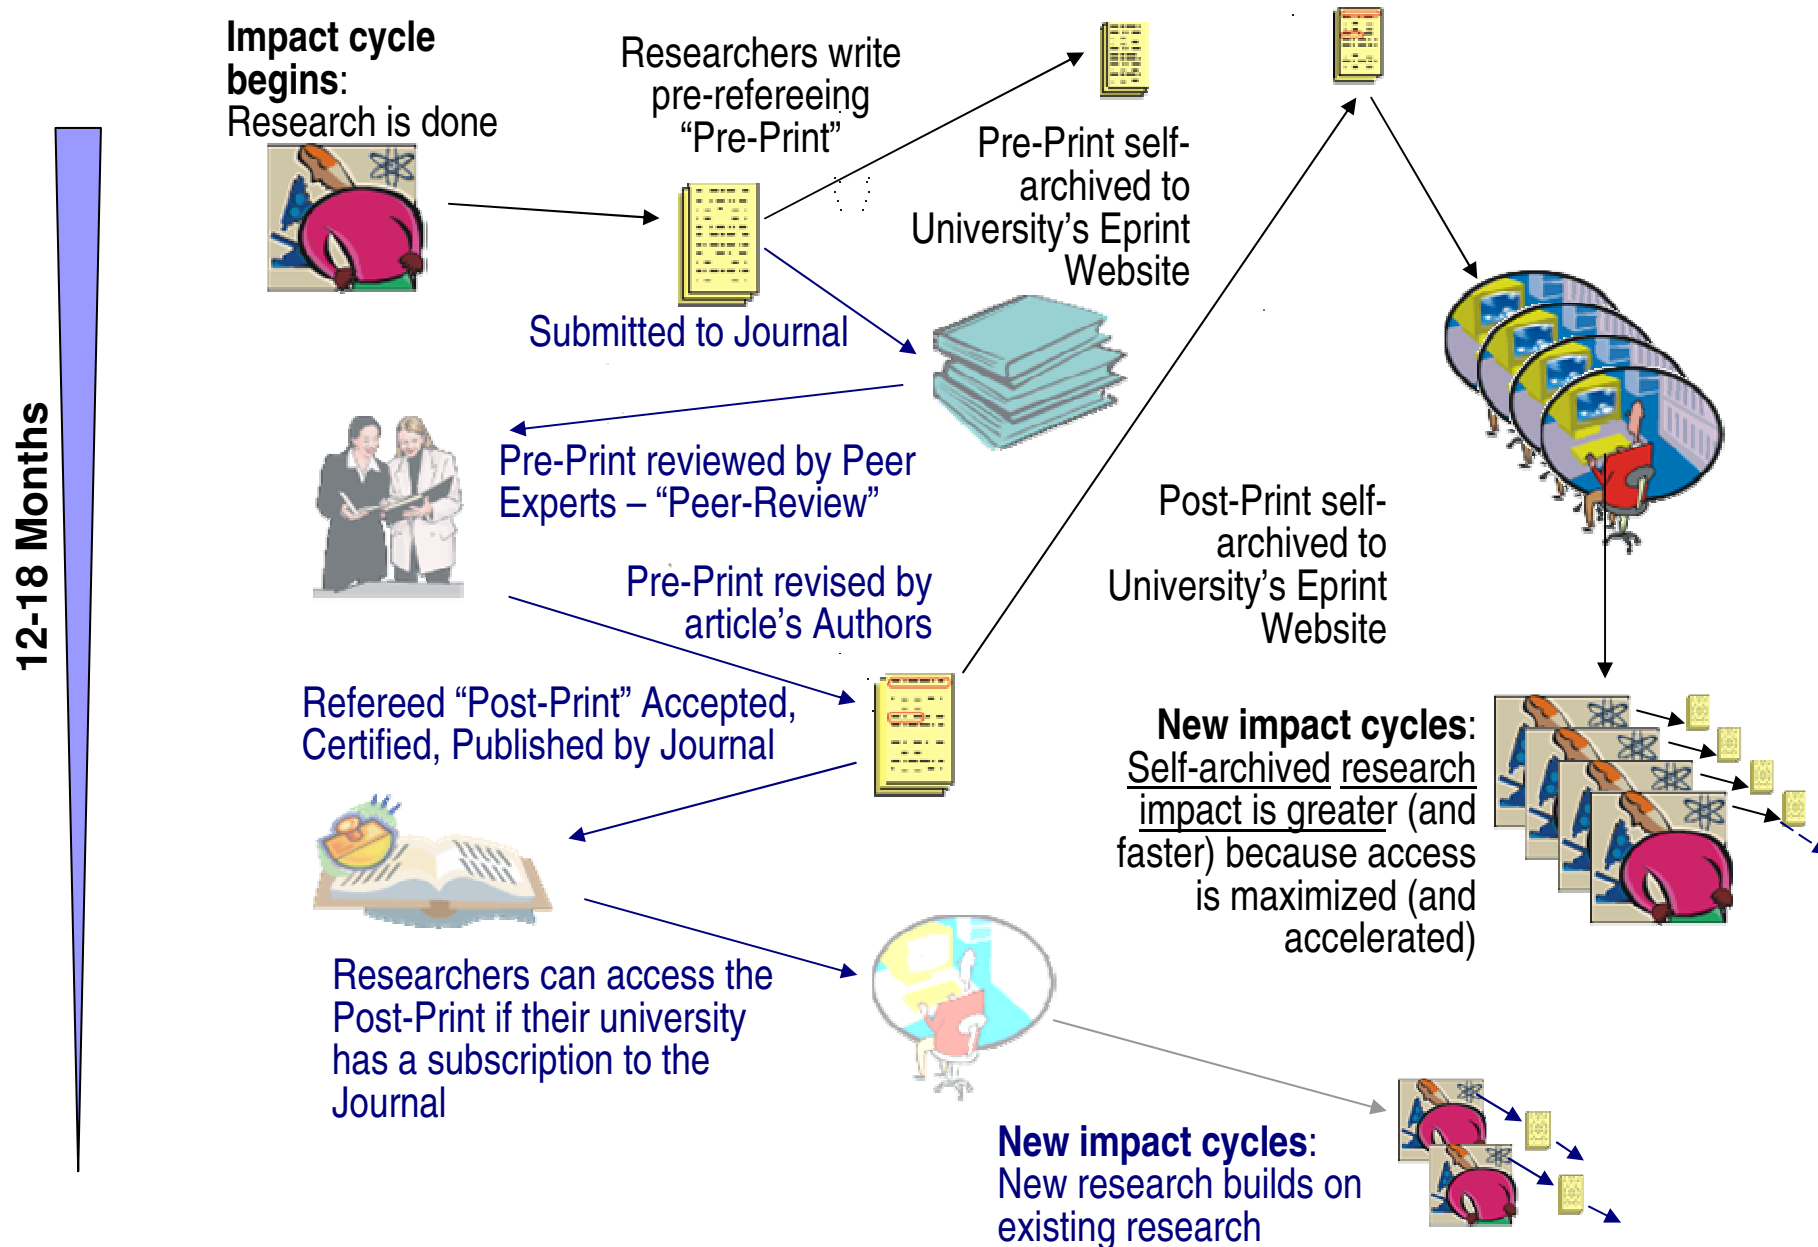 Impact cycle
begins:
Research is done
Researchers write
pre-refereeing
“Pre-Print”
Pre-Print self-
archived to
University’s Eprint
Website
Submitted to Journal
12-18 Months
Pre-Print reviewed by Peer
Experts – “Peer-Review”
Post-Print self-
archived to
University’s Eprint
Website
Pre-Print revised by
article’s Authors
Refereed “Post-Print” Accepted,
Certified, Published by Journal
New impact cycles:
Self-archived research
impact is greater (and
faster) because access
is maximized (and
accelerated)
Researchers can access the
Post-Print if their university
has a subscription to the
Journal
New impact cycles:
New research builds on
existing research